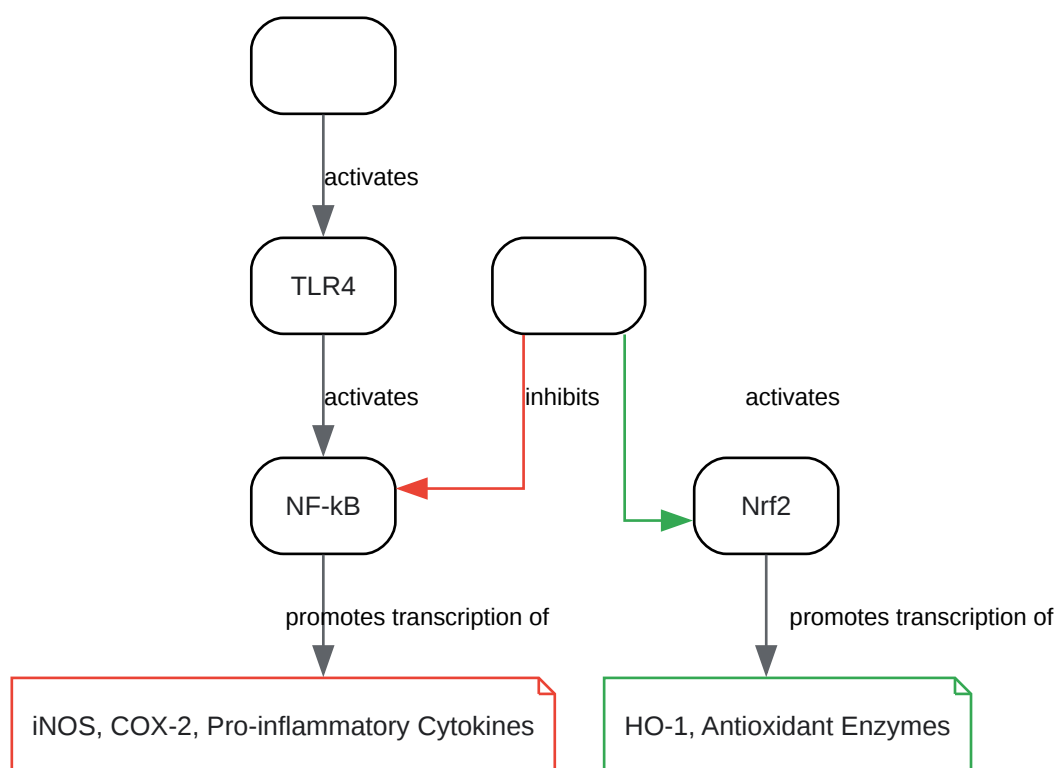 activates
TLR4
activates
inhibits
activates
NF-kB
Nrf2
promotes transcription of
promotes transcription of
iNOS, COX-2, Pro-inflammatory Cytokines
HO-1, Antioxidant Enzymes